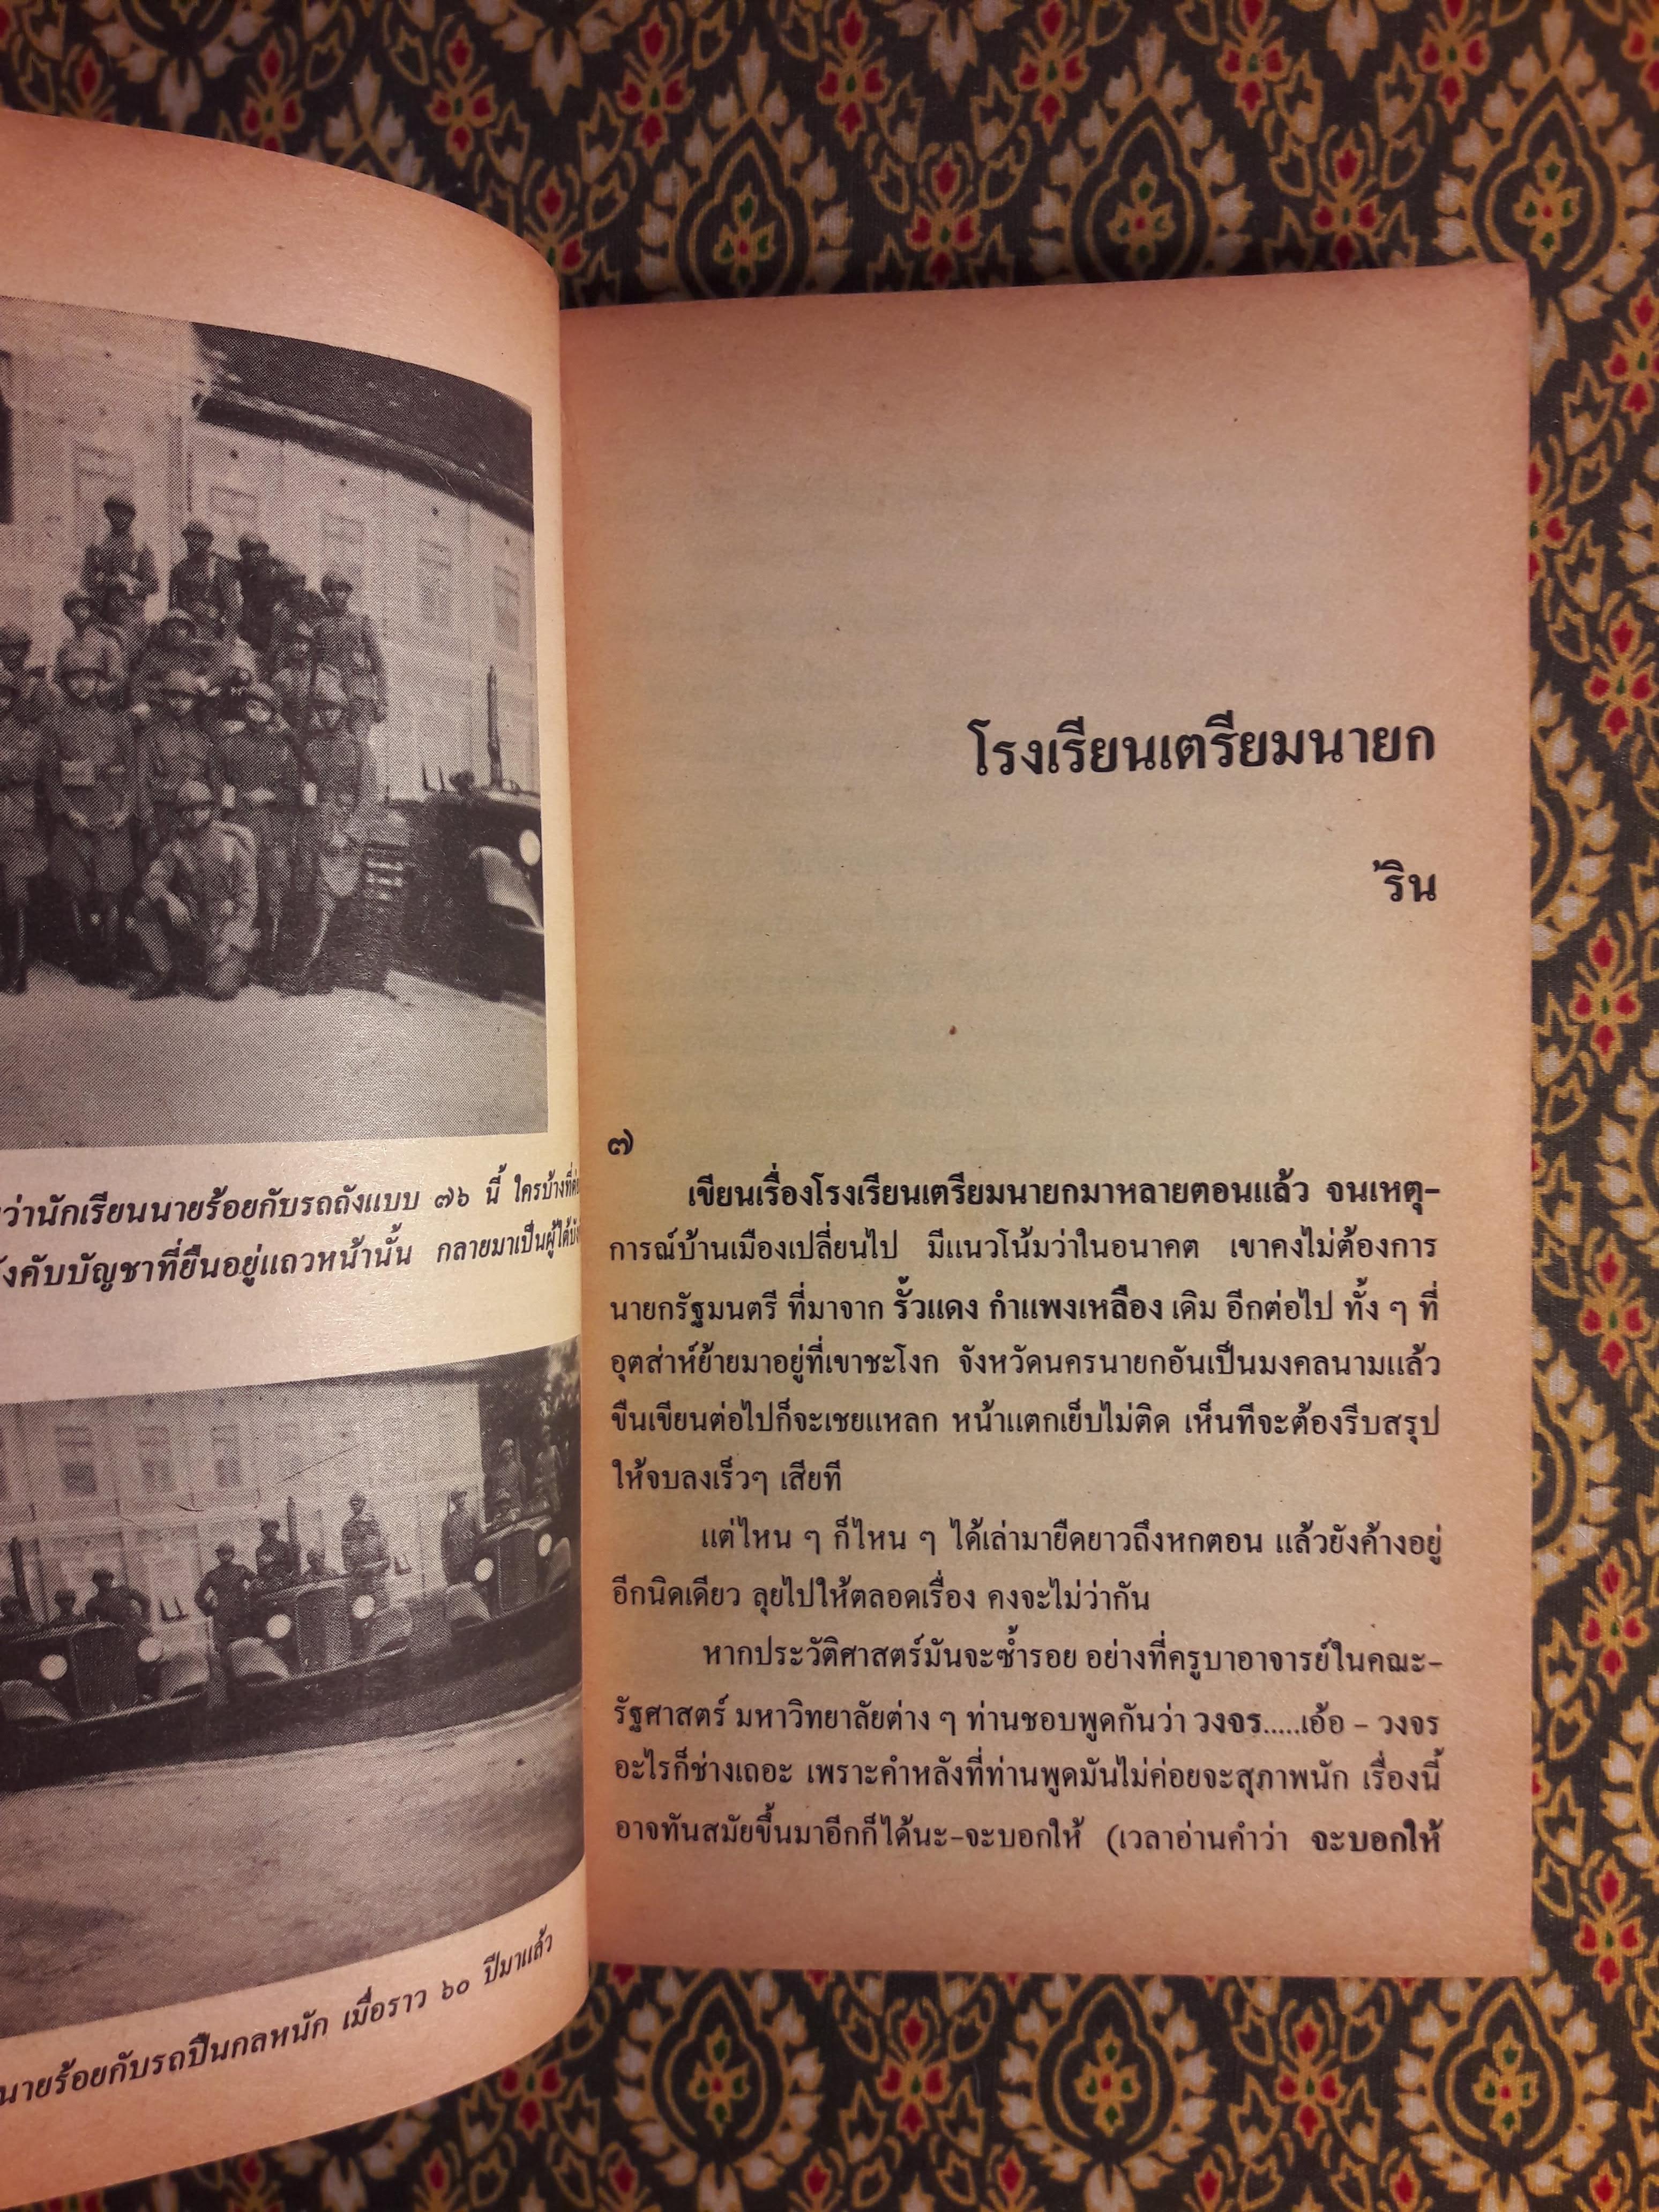 ว่านักเรียนนายร้อยกับรถถังแบบ ๗๖ นี้ ใครบ้างที่
บังคับบัญชาที่ยืนอยู่แถวหน้านั้น กลายมาเป็นผู้ใต้บัง
นายร้อยกับรถปืนกลหนัก เมื่อราว ๖๐ ปีมาแล้ว
โรงเรียนเตรียมนายก
'ริน
๗
เขียนเรื่องโรงเรียนเตรียมนายกมาหลายตอนแล้ว จนเหตุ-
การณ์บ้านเมืองเปลี่ยนไป มีแนวโน้มว่าในอนาคต เขาคงไม่ต้องการ
นายกรัฐมนตรี ที่มาจาก รั้วแดง กำแพงเหลือง เดิม อีกต่อไป ทั้ง ๆ ที่
อุตส่าห์ย้ายมาอยู่ที่เขาชะโงก จังหวัดนครนายกอันเป็นมงคลนามแล้ว
ขืนเขียนต่อไปก็จะเชยแหลก หน้าแตกเย็บไม่ติด เห็นทีจะต้องรีบสรุป
ให้จบลงเร็วๆ เสียที
แต่ไหน ๆ ก็ไหน ๆ ได้เล่ามายืดยาวถึงหกตอน แล้วยังค้างอยู่
อีกนิดเดียว ลุยไปให้ตลอดเรื่อง คงจะไม่ว่ากัน
หากประวัติศาสตร์มันจะซ้ำรอย อย่างที่ครูบาอาจารย์ในคณะ-
รัฐศาสตร์ มหาวิทยาลัยต่าง ๆ ท่านชอบพูดกันว่า วงจร.....เอ้อ - วงจร
อะไรก็ช่างเถอะ เพราะคำหลังที่ท่านพูดมันไม่ค่อยจะสุภาพนัก เรื่องนี้
อาจทันสมัยขึ้นมาอีกก็ได้นะ-จะบอกให้ (เวลาอ่านคำว่า จะบอกให้